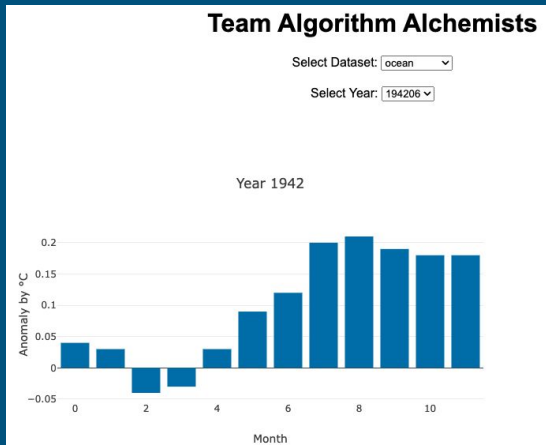 Team Algorithm Alchemists
Select Dataset: ocean
Select Year: 194206
Year 1942
0.2
0.15
0.1
0.05
0
−0.05
Anomaly by °C
0 2 4 6 8 10
Month